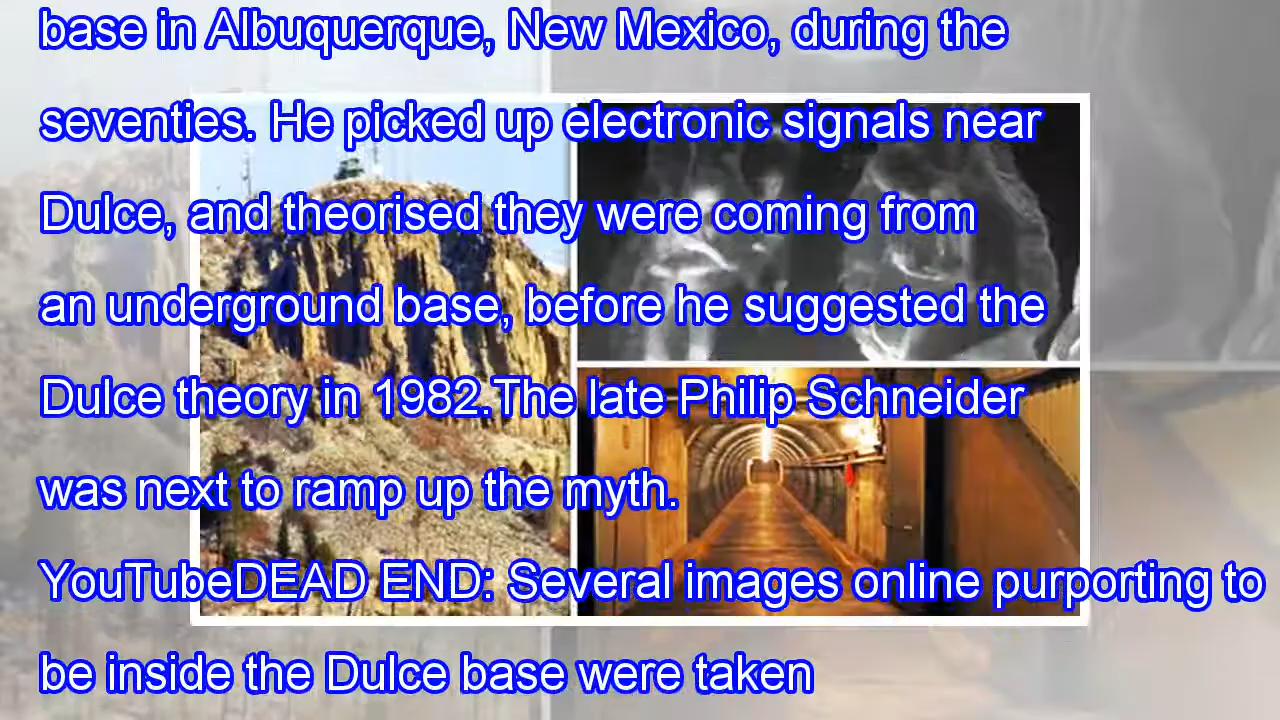 base in Albuquerque, New Mexico, during the
seventies. He picked up electronic signals near
Dulce, and theorised they were coming from
an underground base, before he suggested the
Dulce theory in 1982.The late Philip Schneider
was next to ramp up the myth.
YouTubeDEAD END: Several images online purporting to
be inside the Dulce base were taken